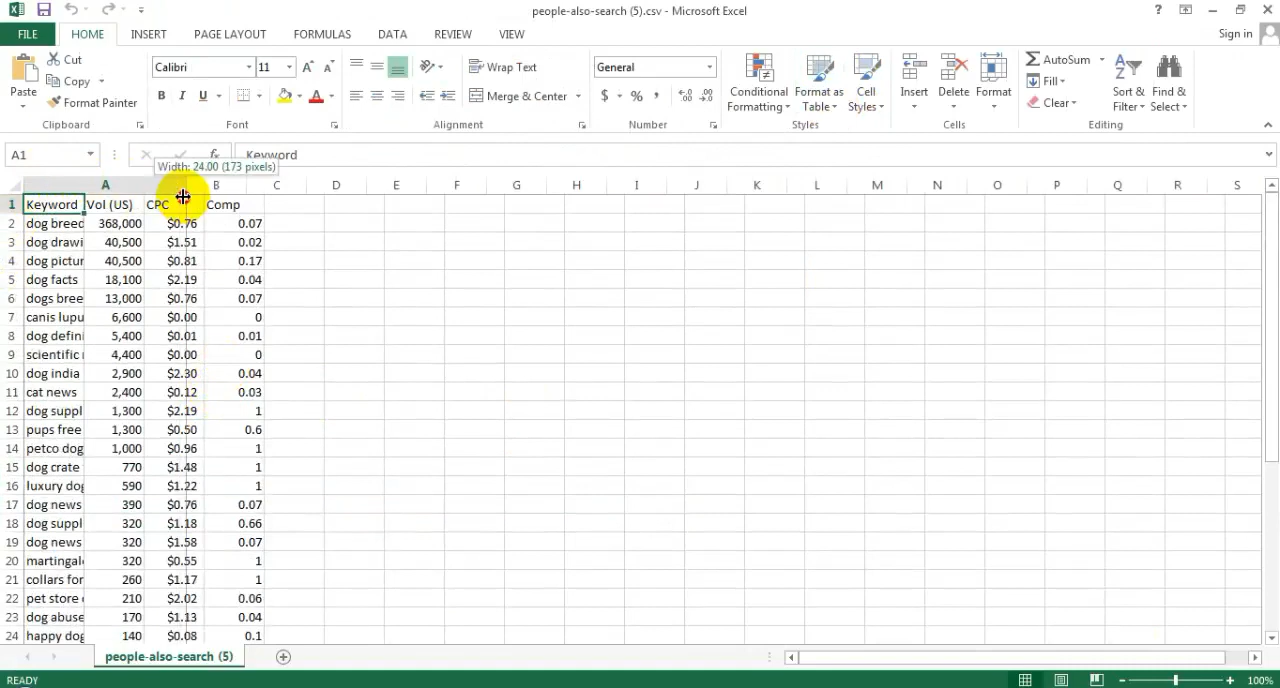 people-also-search (5).csv - Microsoft Excel
FILE HOME INSERT PAGE LAYOUT FORMULAS DATA REVIEW VIEW Sign in
Paste Cut Copy Format Painter Clipboard
Calibri 11 B I U A Font
Wrap Text Merge & Center Alignment
General $ % , Number
Conditional Formatting Format as Table Cell Styles Styles
Insert Delete Format Cells
AutoSum Fill Clear Sort & Filter Find & Select Editing
A1 fx Keyword
Width: 24.00 (173 pixels)
A B C D E F G H I J K L M N O P Q R S
1 Keyword Vol (US) CPC Comp
2 dog breed 368,000 $0.76 0.07
3 dog drawi 40,500 $1.51 0.02
4 dog pictur 40,500 $0.81 0.17
5 dog facts 18,100 $2.19 0.04
6 dogs bree 13,000 $0.76 0.07
7 canis lupu 6,600 $0.00 0
8 dog defini 5,400 $0.01 0.01
9 scientific 4,400 $0.00 0
10 dog india 2,900 $2.30 0.04
11 cat news 2,400 $0.12 0.03
12 dog suppl 1,300 $2.19 1
13 pups free 1,300 $0.50 0.6
14 petco dog 1,000 $0.96 1
15 dog crate 770 $1.48 1
16 luxury dog 590 $1.22 1
17 dog news 390 $0.76 0.07
18 dog suppl 320 $1.18 0.66
19 dog news 320 $1.58 0.07
20 martingal 320 $0.55 1
21 collars for 260 $1.17 1
22 pet store 210 $2.02 0.06
23 dog abuse 170 $1.13 0.04
24 happy dog 140 $0.08 0.1
people-also-search (5)
READY 100%